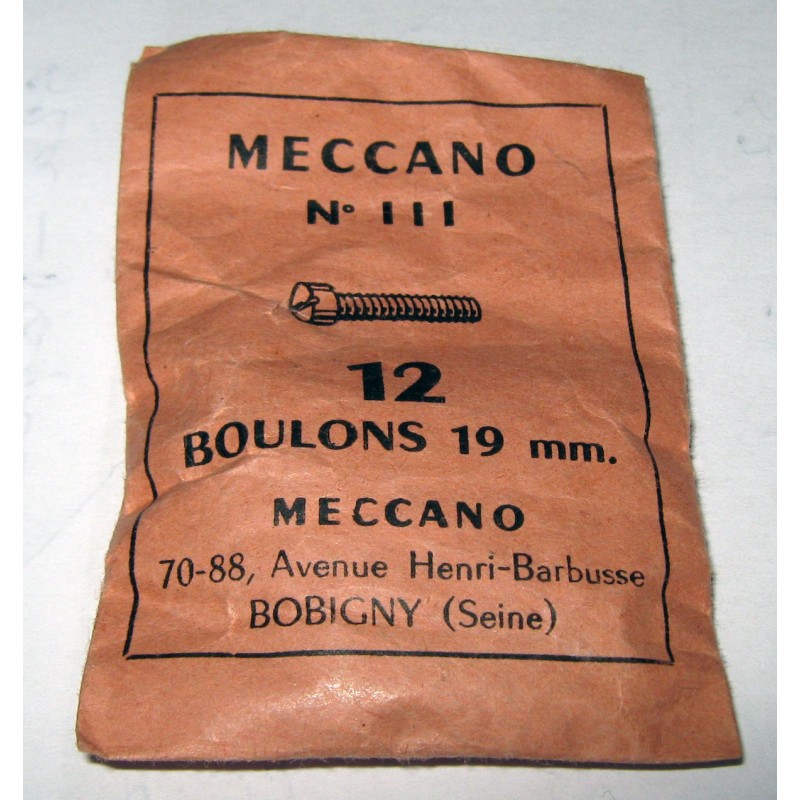 MECCANO
N° 111
12
BOULONS 19 mm.
MECCANO
70-88, Avenue Henri-Barbusse
BOBIGNY (Seine)